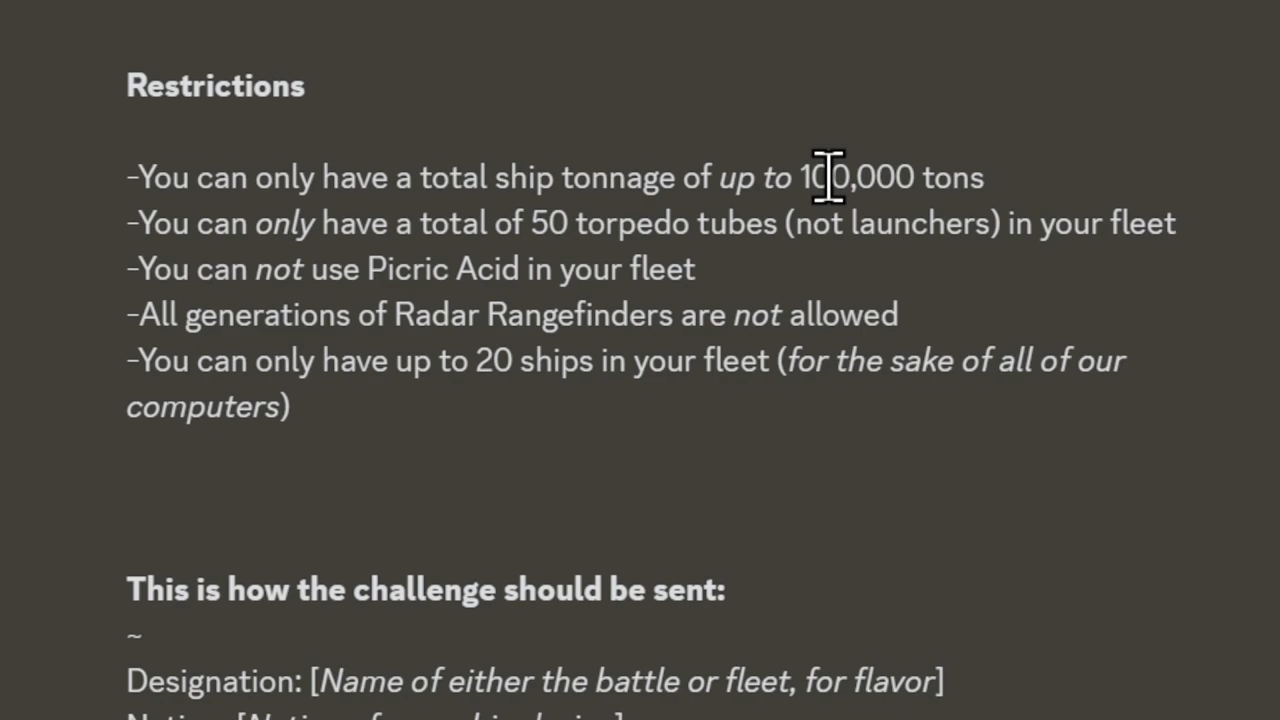 Restrictions
-You can only have a total ship tonnage of up to 100,000 tons
-You can only have a total of 50 torpedo tubes (not launchers) in your fleet
-You can not use Picric Acid in your fleet
-All generations of Radar Rangefinders are not allowed
-You can only have up to 20 ships in your fleet (for the sake of all of our
computers)
This is how the challenge should be sent:
~
Designation: [Name of either the battle or fleet, for flavor]